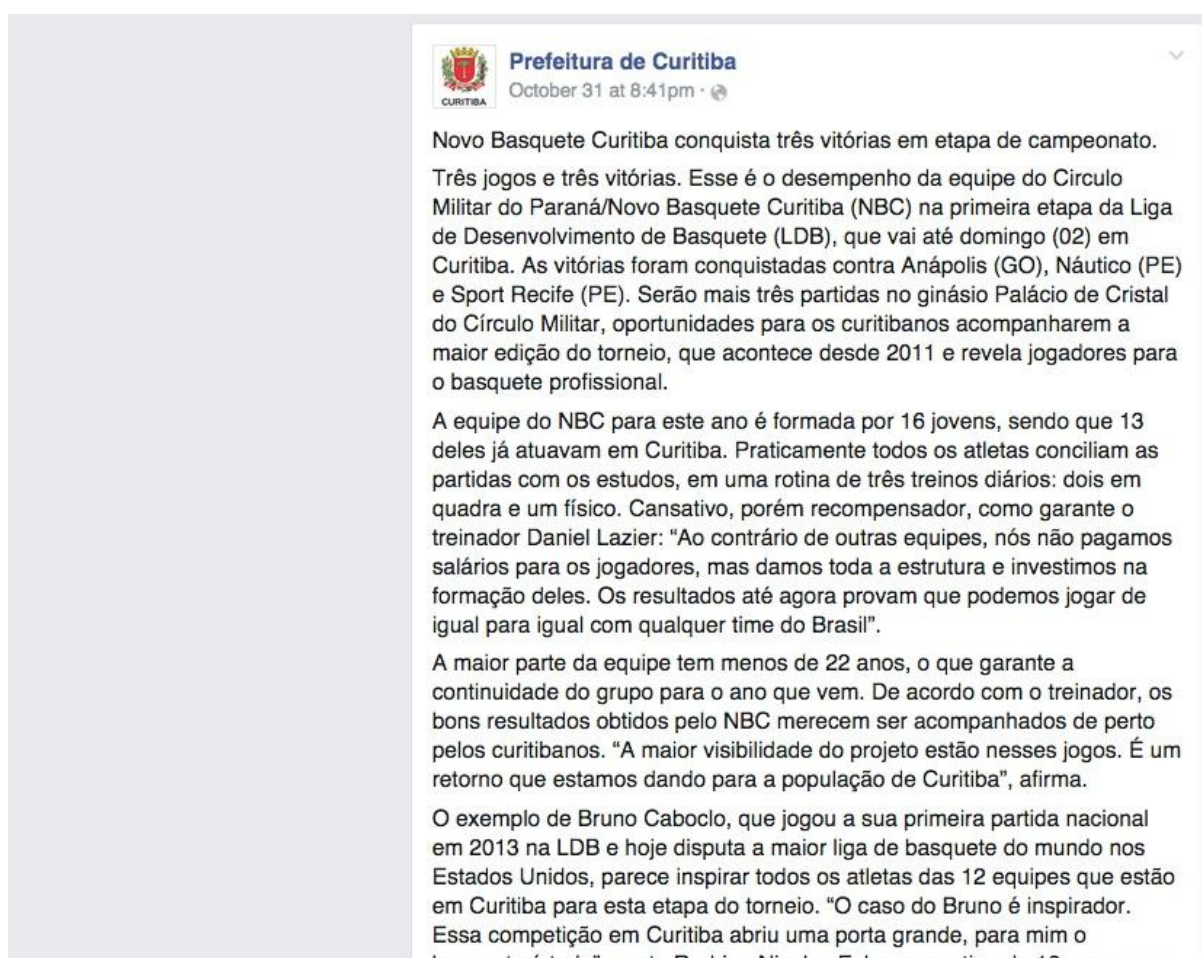 CURITIBA
Prefeitura de Curitiba
October 31 at 8:41pm ·
Novo Basquete Curitiba conquista três vitórias em etapa de campeonato.
Três jogos e três vitórias. Esse é o desempenho da equipe do Circulo
Militar do Paraná/Novo Basquete Curitiba (NBC) na primeira etapa da Liga
de Desenvolvimento de Basquete (LDB), que vai até domingo (02) em
Curitiba. As vitórias foram conquistadas contra Anápolis (GO), Náutico (PE)
e Sport Recife (PE). Serão mais três partidas no ginásio Palácio de Cristal
do Círculo Militar, oportunidades para os curitibanos acompanharem a
maior edição do torneio, que acontece desde 2011 e revela jogadores para
o basquete profissional.
A equipe do NBC para este ano é formada por 16 jovens, sendo que 13
deles já atuavam em Curitiba. Praticamente todos os atletas conciliam as
partidas com os estudos, em uma rotina de três treinos diários: dois em
quadra e um físico. Cansativo, porém recompensador, como garante o
treinador Daniel Lazier: “Ao contrário de outras equipes, nós não pagamos
salários para os jogadores, mas damos toda a estrutura e investimos na
formação deles. Os resultados até agora provam que podemos jogar de
igual para igual com qualquer time do Brasil”.
A maior parte da equipe tem menos de 22 anos, o que garante a
continuidade do grupo para o ano que vem. De acordo com o treinador, os
bons resultados obtidos pelo NBC merecem ser acompanhados de perto
pelos curitibanos. “A maior visibilidade do projeto estão nesses jogos. É um
retorno que estamos dando para a população de Curitiba”, afirma.
O exemplo de Bruno Caboclo, que jogou a sua primeira partida nacional
em 2013 na LDB e hoje disputa a maior liga de basquete do mundo nos
Estados Unidos, parece inspirar todos os atletas das 12 equipes que estão
em Curitiba para esta etapa do torneio. “O caso do Bruno é inspirador.
Essa competição em Curitiba abriu uma porta grande, para mim o